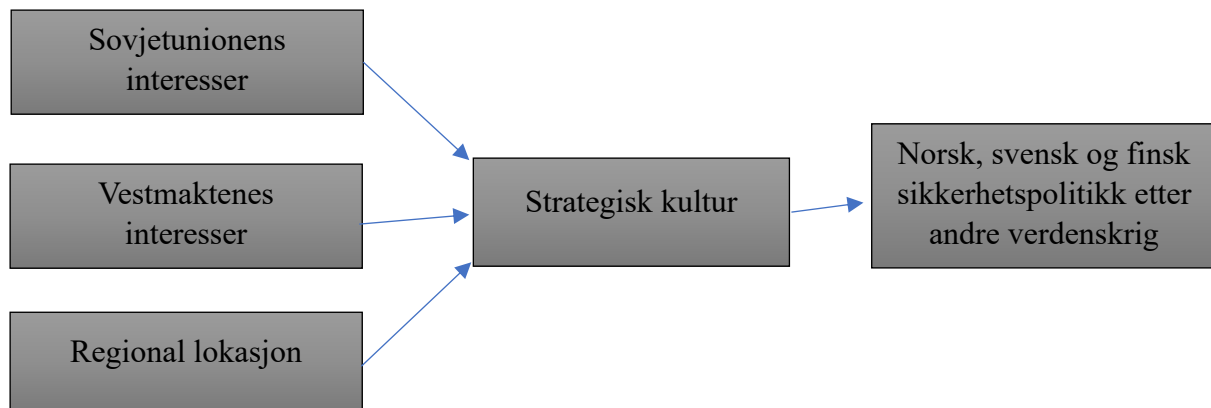 Sovjetunionens
interesser
Vestmaktenes
interesser
Regional lokasjon
Strategisk kultur
Norsk, svensk og finsk
sikkerhetspolitikk etter
andre verdenskrig